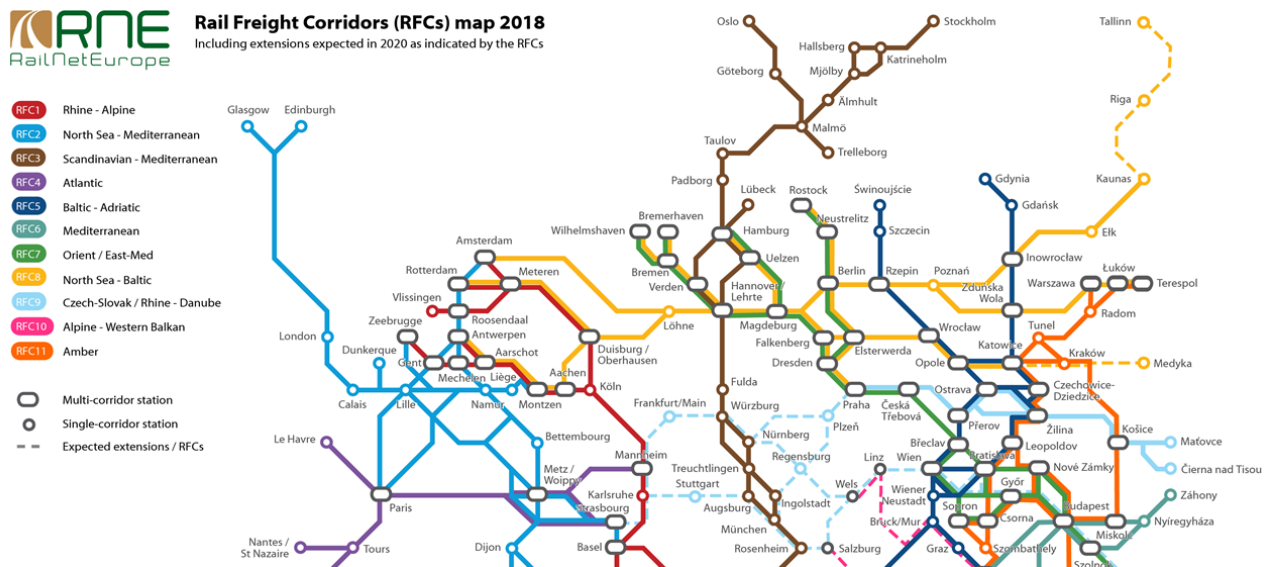 RNE
RailNetEurope
Rail Freight Corridors (RFCs) map 2018
Including extensions expected in 2020 as indicated by the RFCs
RFC1 Rhine - Alpine
RFC2 North Sea - Mediterranean
RFC3 Scandinavian - Mediterranean
RFC4 Atlantic
RFC5 Baltic - Adriatic
RFC6 Mediterranean
RFC7 Orient / East-Med
RFC8 North Sea - Baltic
RFC9 Czech-Slovak / Rhine - Danube
RFC10 Alpine - Western Balkan
RFC11 Amber
Multi-corridor station
Single-corridor station
Expected extensions / RFCs
Oslo
Stockholm
Tallinn
Hallsberg
Katrineholm
Göteborg
Mjölby
Älmhult
Riga
Glasgow
Edinburgh
Malmö
Taulov
Trelleborg
Padborg
Lübeck
Rostock
Świnoujście
Gdynia
Kaunas
Gdańsk
Bremerhaven
Neustrelitz
Wilhelmshaven
Hamburg
Szczecin
Ełk
Amsterdam
Uelzen
Inowrocław
Rotterdam
Meteren
Bremen
Verden
Hannover/
Lehrte
Berlin
Rzepin
Poznań
Zduńska
Wola
Warszawa
Łuków
Terespol
Vlissingen
Zeebrugge
Roosendaal
Löhne
Magdeburg
Radom
London
Antwerpen
Falkenberg
Wrocław
Tunel
Dunkerque
Gent
Mechelen
Aarschot
Liège
Aachen
Duisburg /
Oberhausen
Elsterwerda
Dresden
Opole
Katowice
Kraków
Medyka
Calais
Lille
Namur
Montzen
Köln
Fulda
Praha
Česká
Třebová
Ostrava
Czechowice-
Dziedzice
Frankfurt/Main
Würzburg
Plzeň
Přerov
Žilina
Košice
Le Havre
Bettembourg
Nürnberg
Břeclav
Leopoldov
Maťovce
Mannheim
Treuchtlingen
Regensburg
Linz
Wien
Bratislava
Nové Zámky
Čierna nad Tisou
Metz /
Woippy
Stuttgart
Wels
Győr
Paris
Karlsruhe
Ingolstadt
Wiener
Neustadt
Záhony
Strasbourg
Augsburg
Sopron
Csorna
Budapest
Nyíregyháza
München
Bruck/Mur
Miskolc
Nantes /
St Nazaire
Tours
Dijon
Basel
Rosenheim
Salzburg
Graz
Szombathely
Szolnok